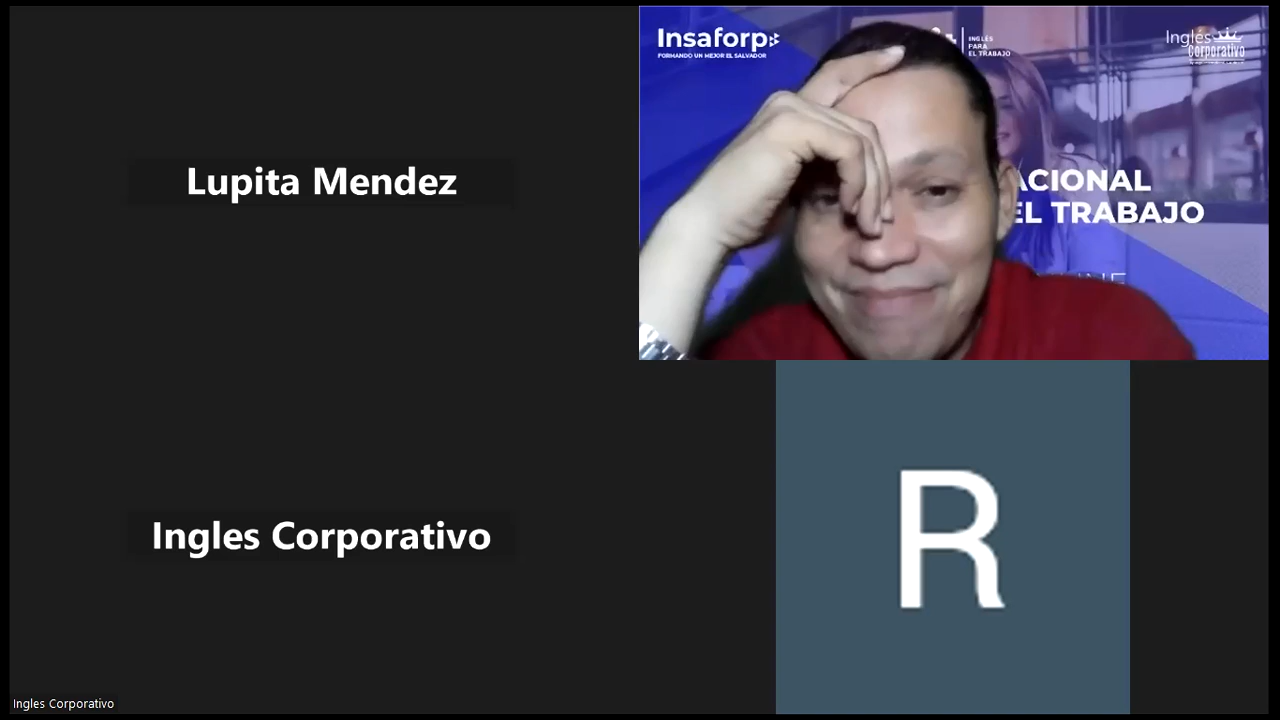 Lupita Mendez
Insaforp
FORMANDO UN MEJOR EL SALVADOR
INGLÉS
PARA
EL TRABAJO
Inglés
Corporativo
ACIONAL
EL TRABAJO
Ingles Corporativo
R
Ingles Corporativo